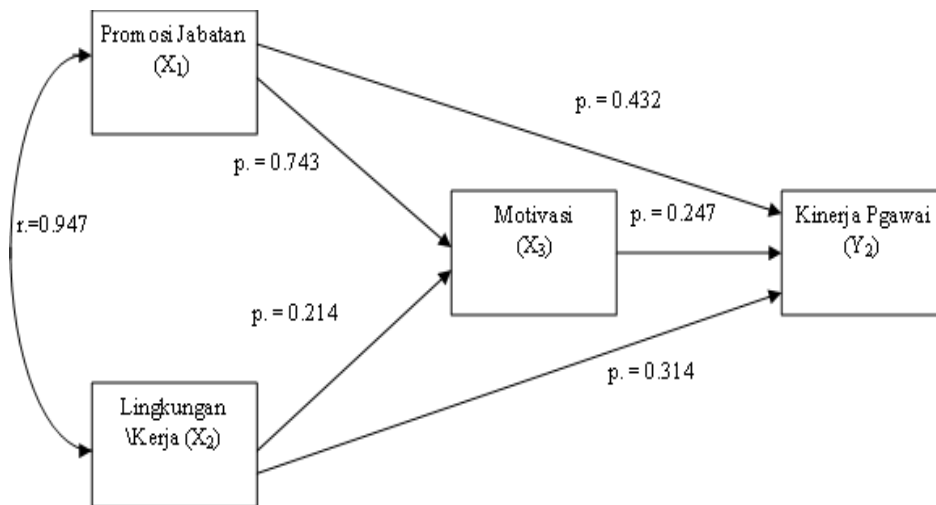 Promosi Jabatan
(X₁)
p. = 0.432
p. = 0.743
r.=0.947
Motivasi
(X₃)
p. = 0.247
Kinerja Pgawai
(Y₂)
p. = 0.214
p. = 0.314
Lingkungan
\Kerja (X₂)